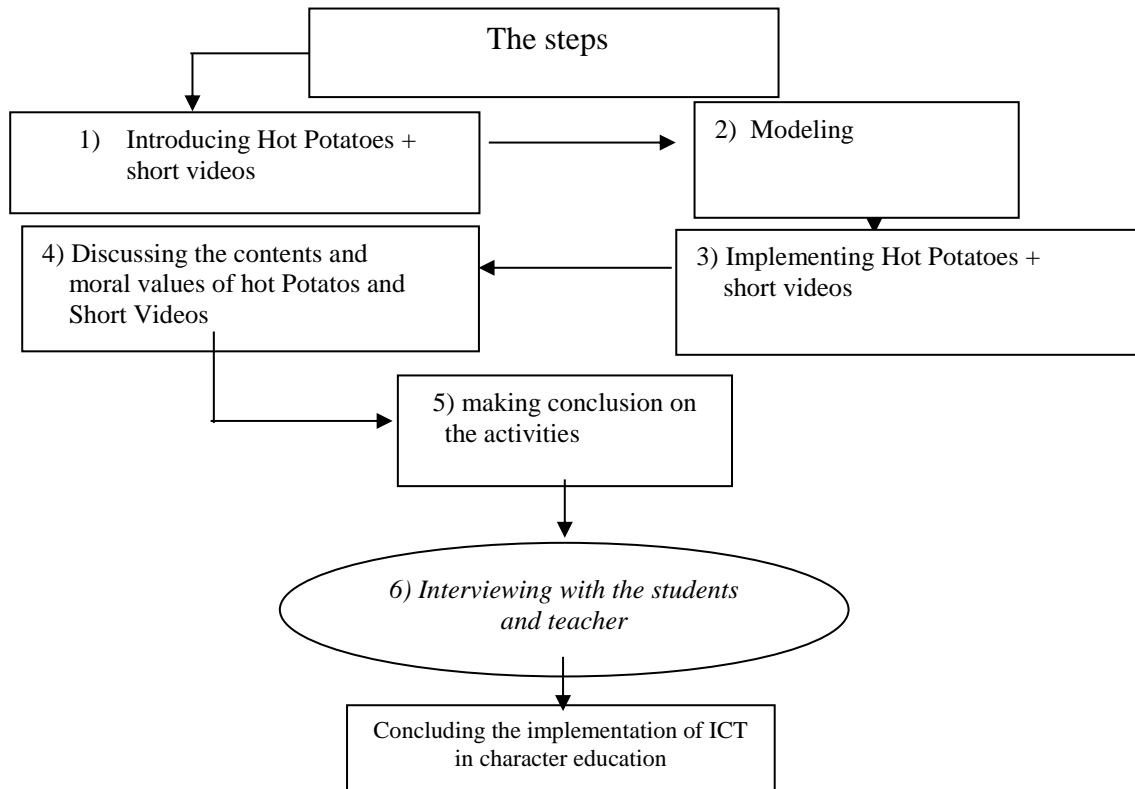 The steps
1) Introducing Hot Potatoes +
short videos
2) Modeling
3) Implementing Hot Potatoes +
short videos
4) Discussing the contents and
moral values of hot Potatos and
Short Videos
5) making conclusion on
the activities
6) Interviewing with the students
and teacher
Concluding the implementation of ICT
in character education